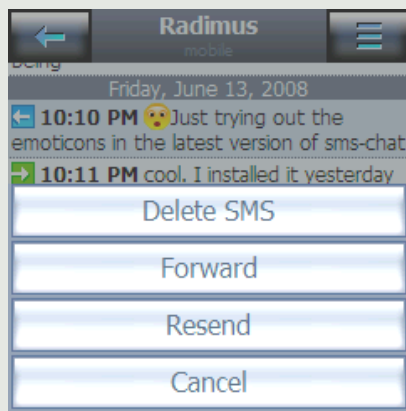 Radimus
mobile
being
Friday, June 13, 2008
10:10 PM Just trying out the
emoticons in the latest version of sms-chat
10:11 PM cool. I installed it yesterday
Delete SMS
Forward
Resend
Cancel